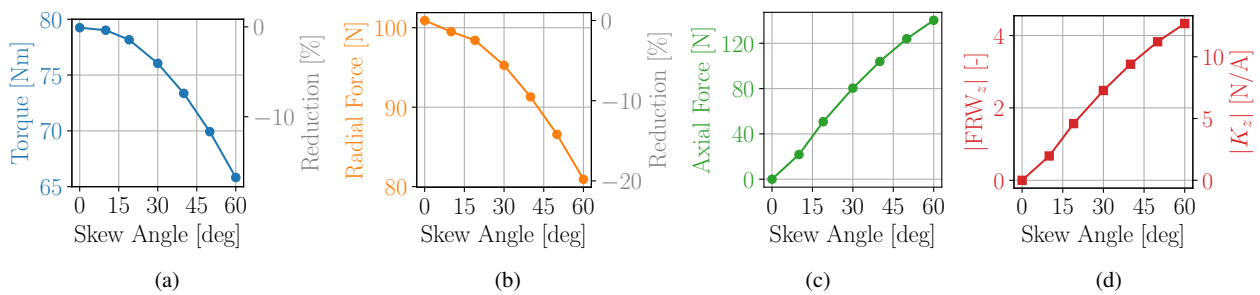 80
75
70
65
Torque [Nm]
0
−10
Reduction [%]
0 15 30 45 60
Skew Angle [deg]
(a)
100
90
80
Radial Force [N]
0
−10
−20
Reduction [%]
0 15 30 45 60
Skew Angle [deg]
(b)
120
80
40
0
Axial Force [N]
0 15 30 45 60
Skew Angle [deg]
(c)
4
2
0
|FRW_z| [-]
10
5
0
|K_z| [N/A]
0 15 30 45 60
Skew Angle [deg]
(d)